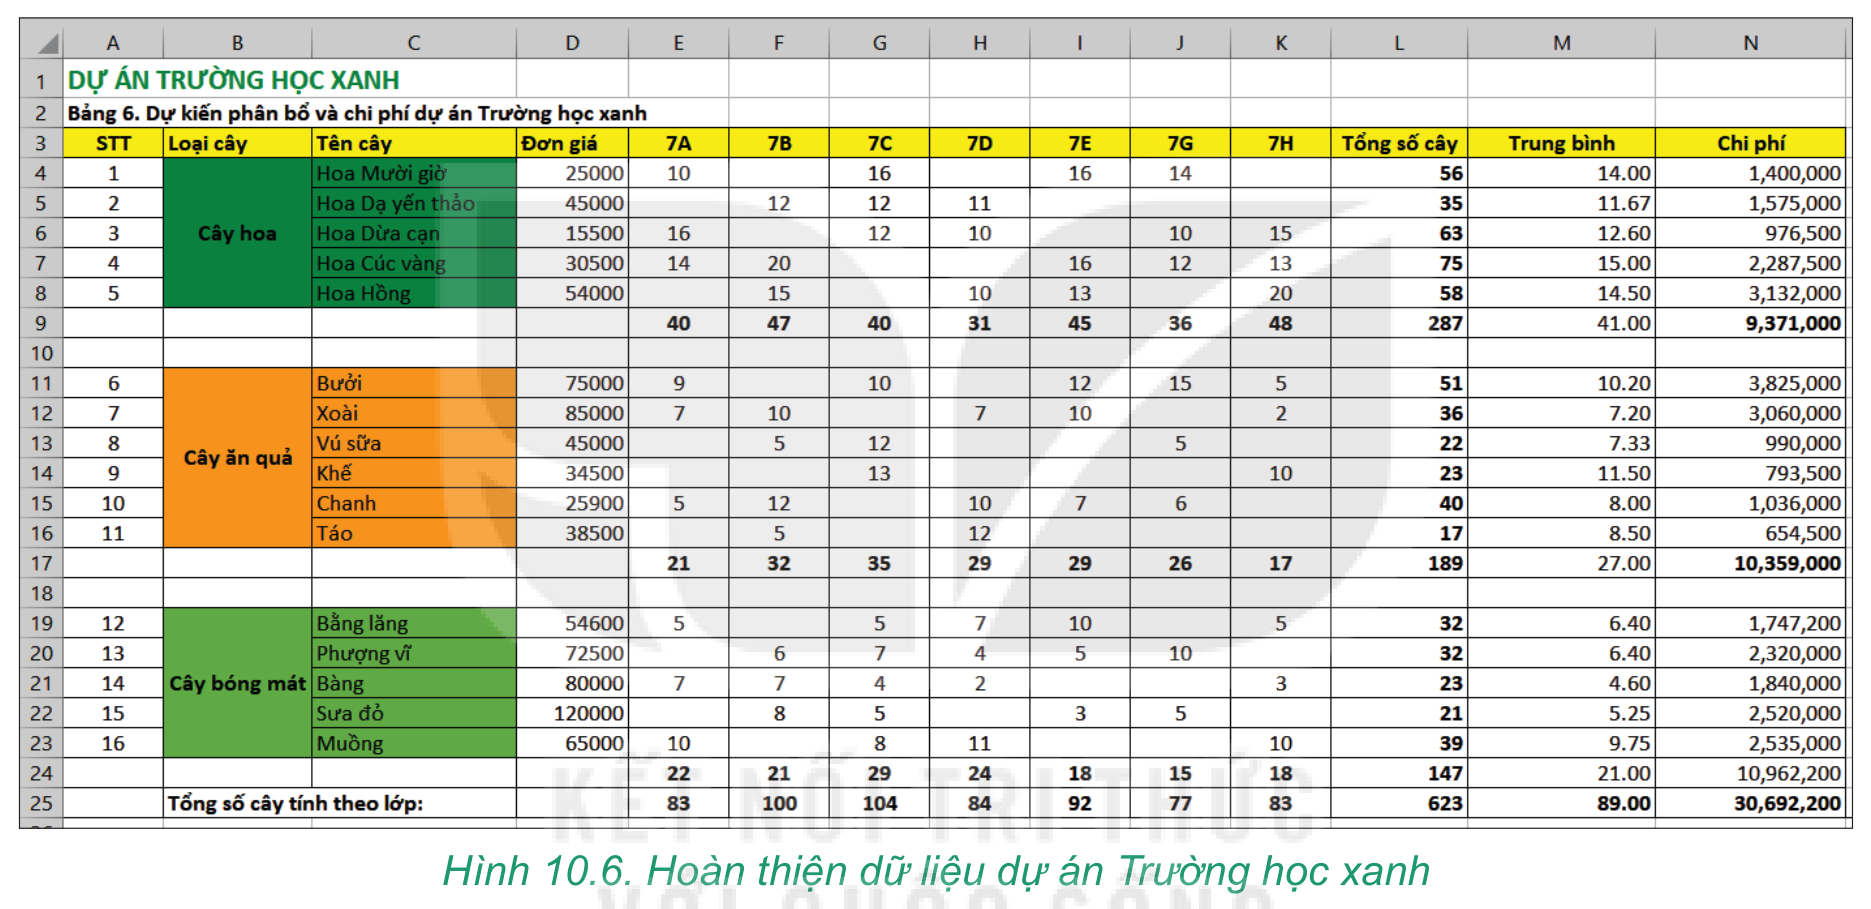 A B C D E F G H I J K L M N
1 DỰ ÁN TRƯỜNG HỌC XANH
2 Bảng 6. Dự kiến phân bổ và chi phí dự án Trường học xanh
3 STT Loại cây Tên cây Đơn giá 7A 7B 7C 7D 7E 7G 7H Tổng số cây Trung bình Chi phí
4 1 Hoa Mười giờ 25000 10 16 16 14 56 14.00 1,400,000
5 2 Hoa Dạ yến thảo 45000 12 12 11 35 11.67 1,575,000
6 3 Cây hoa Hoa Dừa cạn 15500 16 12 10 10 15 63 12.60 976,500
7 4 Hoa Cúc vàng 30500 14 20 16 12 13 75 15.00 2,287,500
8 5 Hoa Hồng 54000 15 10 13 20 58 14.50 3,132,000
9 40 47 40 31 45 36 48 287 41.00 9,371,000
10
11 6 Bưởi 75000 9 10 12 15 5 51 10.20 3,825,000
12 7 Xoài 85000 7 10 7 10 2 36 7.20 3,060,000
13 8 Vú sữa 45000 5 12 5 22 7.33 990,000
Cây ăn quả
14 9 Khế 34500 13 10 23 11.50 793,500
15 10 Chanh 25900 5 12 10 7 6 40 8.00 1,036,000
16 11 Táo 38500 5 12 17 8.50 654,500
17 21 32 35 29 29 26 17 189 27.00 10,359,000
18
19 12 Bằng lăng 54600 5 5 7 10 5 32 6.40 1,747,200
20 13 Phượng vĩ 72500 6 7 4 5 10 32 6.40 2,320,000
21 14 Cây bóng mát Bàng 80000 7 7 4 2 3 23 4.60 1,840,000
22 15 Sưa đỏ 120000 8 5 3 5 21 5.25 2,520,000
23 16 Muồng 65000 10 8 11 10 39 9.75 2,535,000
24 22 21 29 24 18 15 18 147 21.00 10,962,200
25 Tổng số cây tính theo lớp: 83 100 104 84 92 77 83 623 89.00 30,692,200
KẾT NỐI TRI THỨC
Hình 10.6. Hoàn thiện dữ liệu dự án Trường học xanh